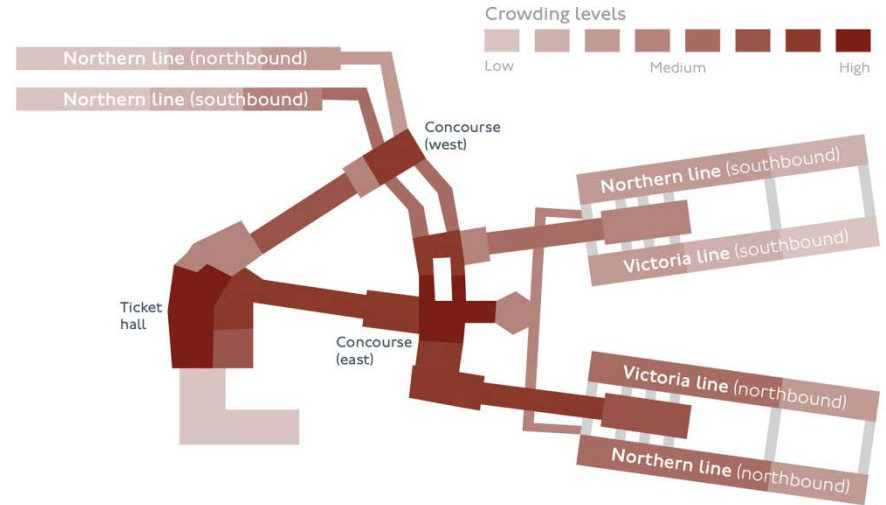 Crowding levels
Low Medium High
Northern line (northbound)
Northern line (southbound)
Concourse
(west)
Northern line (southbound)
Victoria line (southbound)
Ticket
hall
Concourse
(east)
Victoria line (northbound)
Northern line (northbound)